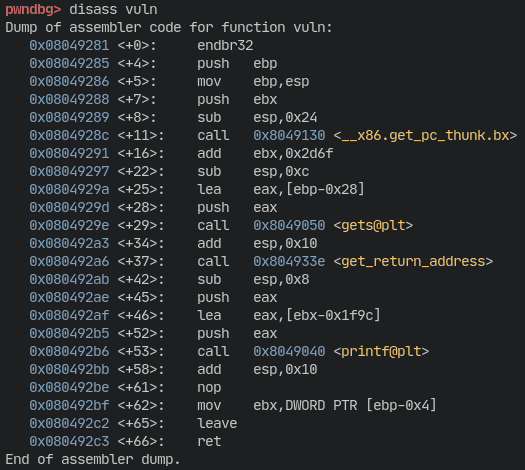 pwndbg> disass vuln
Dump of assembler code for function vuln:
0x08049281 <+0>: endbr32
0x08049285 <+4>: push ebp
0x08049286 <+5>: mov ebp,esp
0x08049288 <+7>: push ebx
0x08049289 <+8>: sub esp,0x24
0x0804928c <+11>: call 0x8049130 <__x86.get_pc_thunk.bx>
0x08049291 <+16>: add ebx,0x2d6f
0x08049297 <+22>: sub esp,0xc
0x0804929a <+25>: lea eax,[ebp-0x28]
0x0804929d <+28>: push eax
0x0804929e <+29>: call 0x8049050 <gets@plt>
0x080492a3 <+34>: add esp,0x10
0x080492a6 <+37>: call 0x804933e <get_return_address>
0x080492ab <+42>: sub esp,0x8
0x080492ae <+45>: push eax
0x080492af <+46>: lea eax,[ebx-0x1f9c]
0x080492b5 <+52>: push eax
0x080492b6 <+53>: call 0x8049040 <printf@plt>
0x080492bb <+58>: add esp,0x10
0x080492be <+61>: nop
0x080492bf <+62>: mov ebx,DWORD PTR [ebp-0x4]
0x080492c2 <+65>: leave
0x080492c3 <+66>: ret
End of assembler dump.